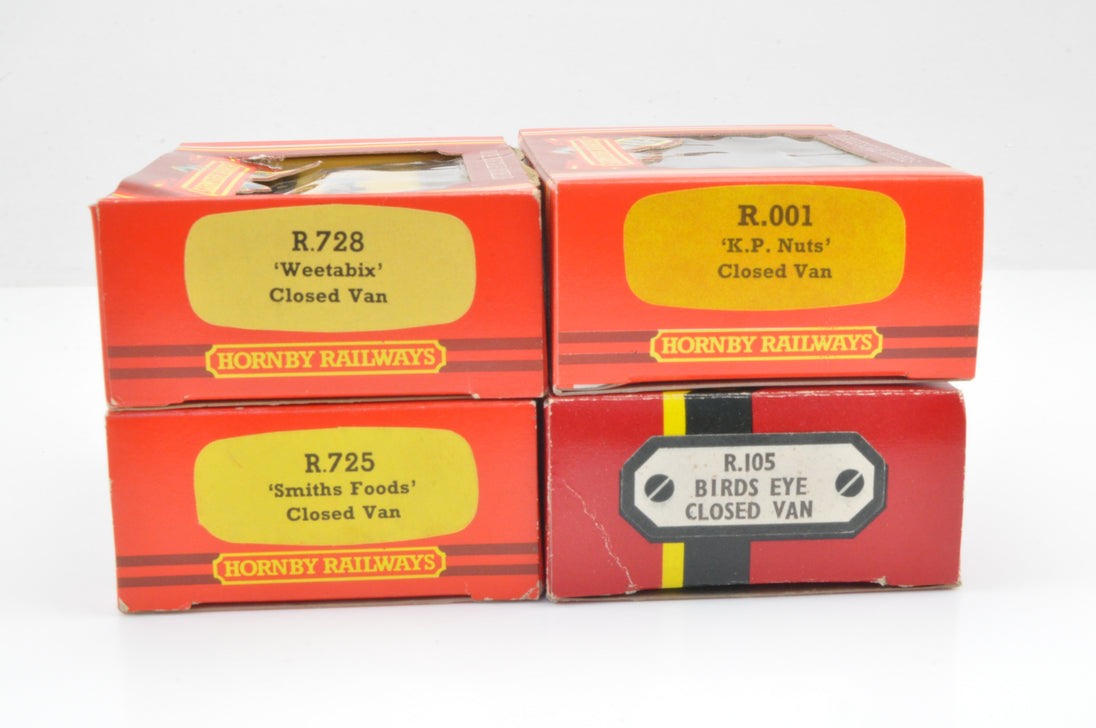 R.728
‘Weetabix’
Closed Van
HORNBY RAILWAYS
R.001
‘K.P. Nuts’
Closed Van
HORNBY RAILWAYS
R.725
‘Smiths Foods’
Closed Van
HORNBY RAILWAYS
R.105
BIRDS EYE
CLOSED VAN